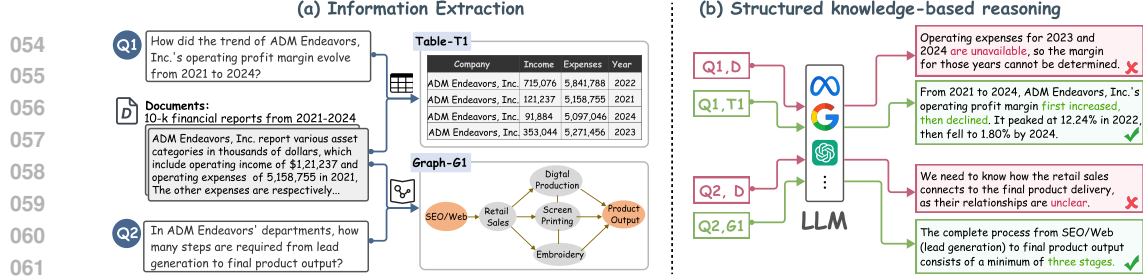 054
055
056
057
058
059
060
061
(a) Information Extraction
Q1
How did the trend of ADM Endeavors,
Inc.'s operating profit margin evolve
from 2021 to 2024?
D
Documents:
10-k financial reports from 2021-2024
ADM Endeavors, Inc. report various asset
categories in thousands of dollars, which
include operating income of $1,21,237 and
operating expenses of 5,158,755 in 2021,
The other expenses are respectively...
Q2
In ADM Endeavors' departments, how
many steps are required from lead
generation to final product output?
Table-T1
Company Income Expenses Year
ADM Endeavors, Inc. 715,076 5,841,788 2022
ADM Endeavors, Inc. 121,237 5,158,755 2021
ADM Endeavors, Inc. 91,884 5,097,046 2024
ADM Endeavors, Inc. 353,044 5,271,456 2023
Graph-G1
SEO/Web
Retail
Sales
Digtal
Production
Screen
Printing
Embroidery
Product
Output
(b) Structured knowledge-based reasoning
Q1,D
Q1,T1
Q2, D
Q2,G1
G
LLM
Operating expenses for 2023 and
2024 are unavailable, so the margin
for those years cannot be determined.
From 2021 to 2024, ADM Endeavors, Inc.'s
operating profit margin first increased,
then declined. It peaked at 12.24% in 2022,
then fell to 1.80% by 2024.
We need to know how the retail sales
connects to the final product delivery,
as their relationships are unclear.
The complete process from SEO/Web
(lead generation) to final product output
consists of a minimum of three stages.